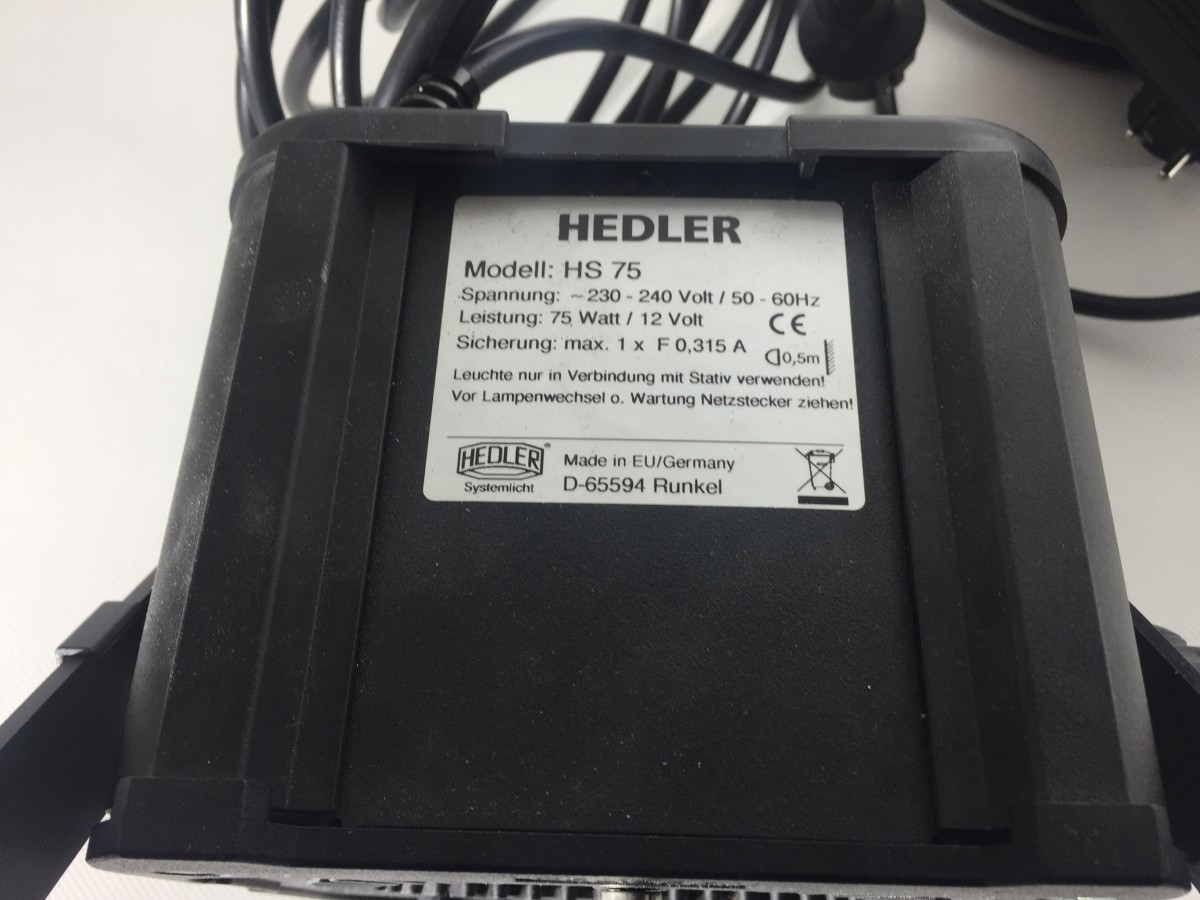 HEDLER
Modell: HS 75
Spannung: ~230 - 240 Volt / 50 - 60Hz
Leistung: 75 Watt / 12 Volt
CE
Sicherung: max. 1 x F 0,315 A
0,5m
Leuchte nur in Verbindung mit Stativ verwenden!
Vor Lampenwechsel o. Wartung Netzstecker ziehen!
HEDLER®
Systemlicht
Made in EU/Germany
D-65594 Runkel